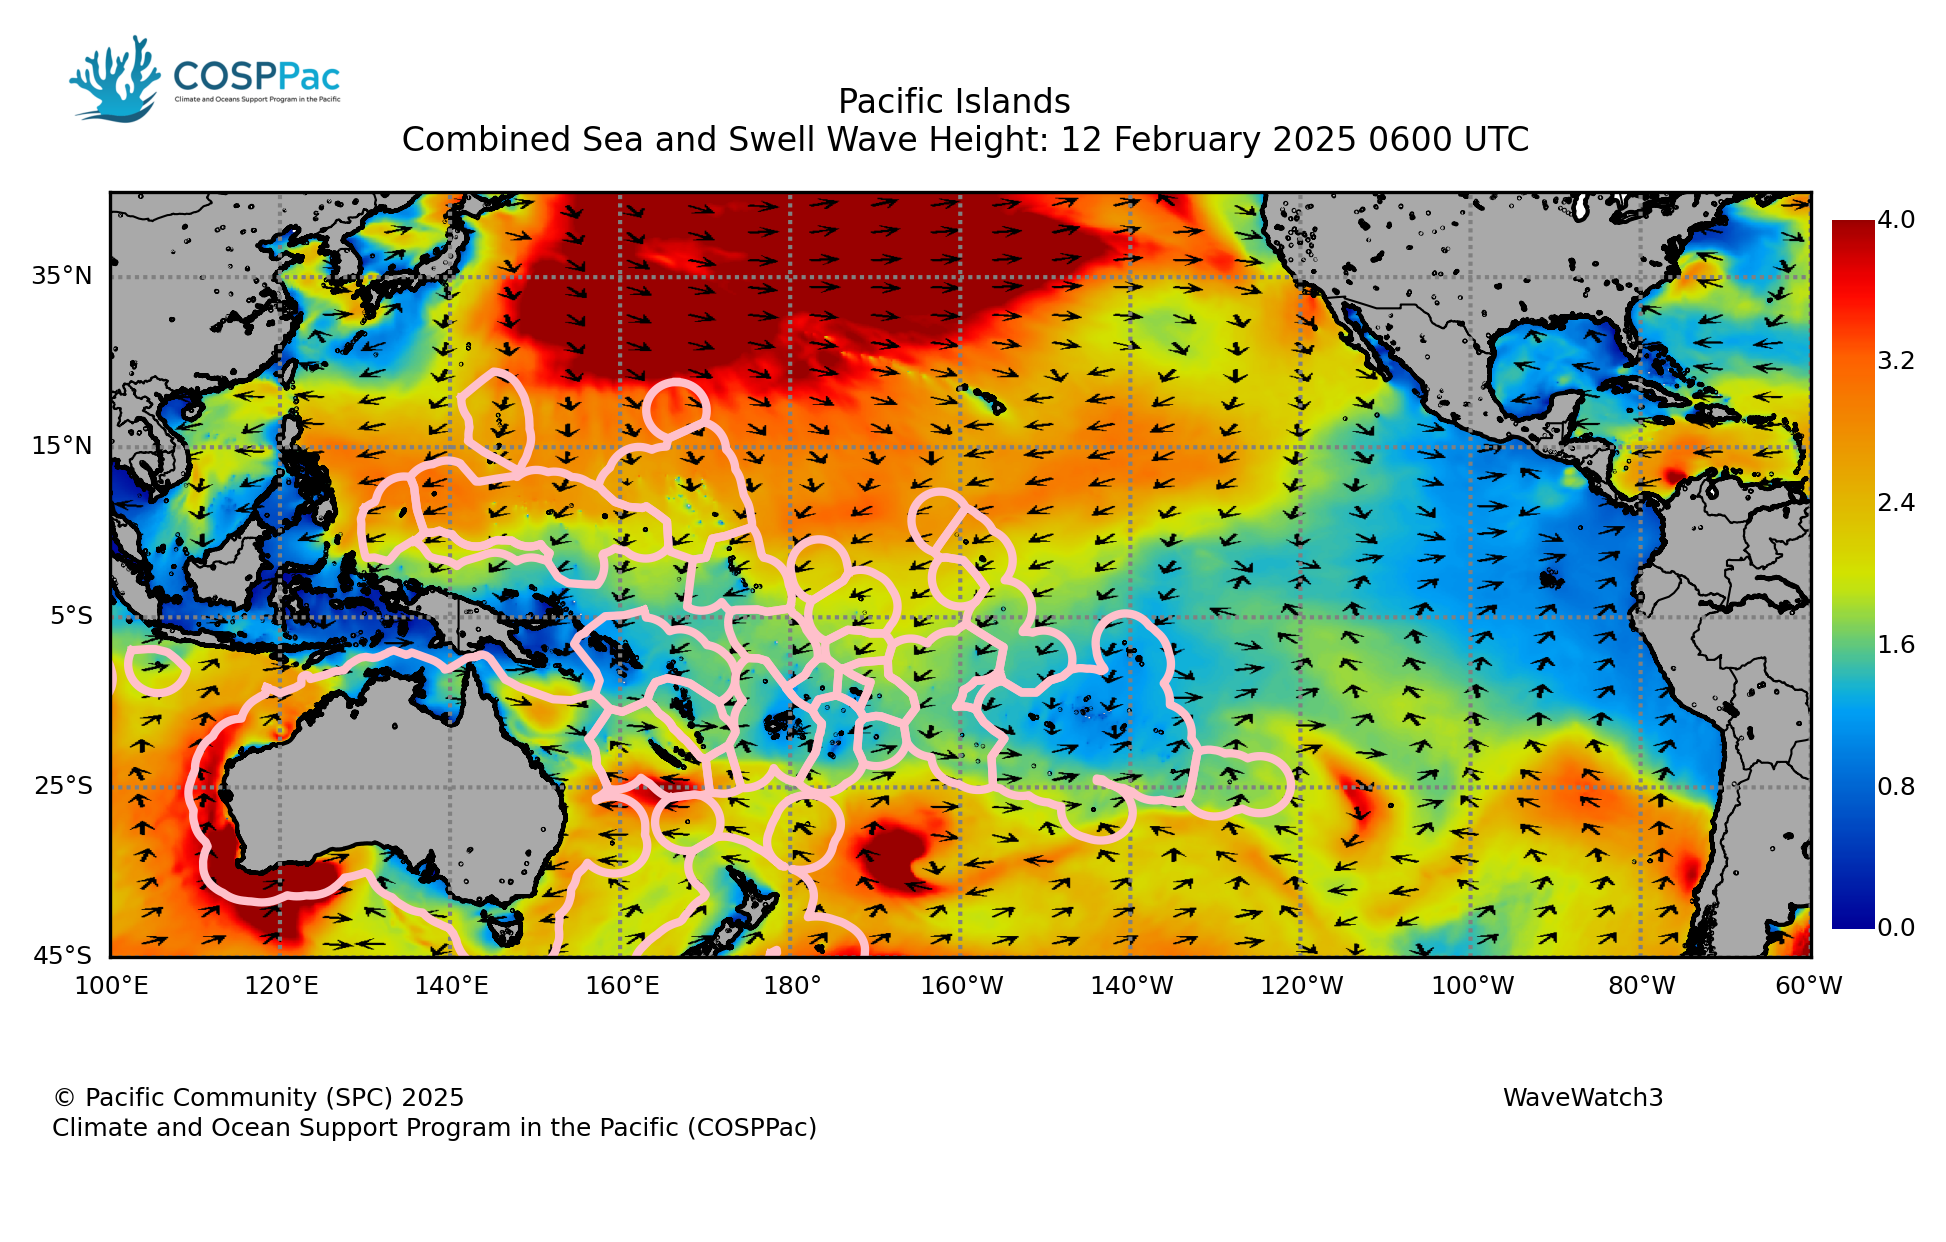 COSPPac
Climate and Oceans Support Program in the Pacific
Pacific Islands
Combined Sea and Swell Wave Height: 12 February 2025 0600 UTC
4.0
35°N
3.2
15°N
2.4
5°S
1.6
25°S
0.8
45°S
0.0
100°E 120°E 140°E 160°E 180° 160°W 140°W 120°W 100°W 80°W 60°W
© Pacific Community (SPC) 2025
WaveWatch3
Climate and Ocean Support Program in the Pacific (COSPPac)